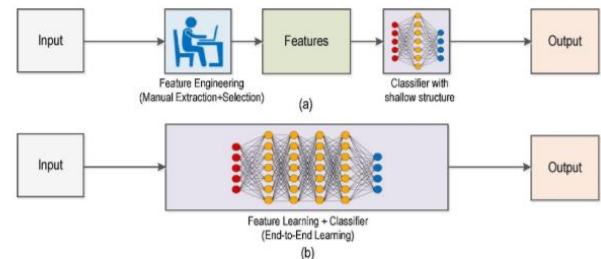 Input
Features
Output
Feature Engineering
(Manual Extraction+Selection)
Classifier with
shallow structure
(a)
Input
Output
Feature Learning + Classifier
(End-to-End Learning)
(b)